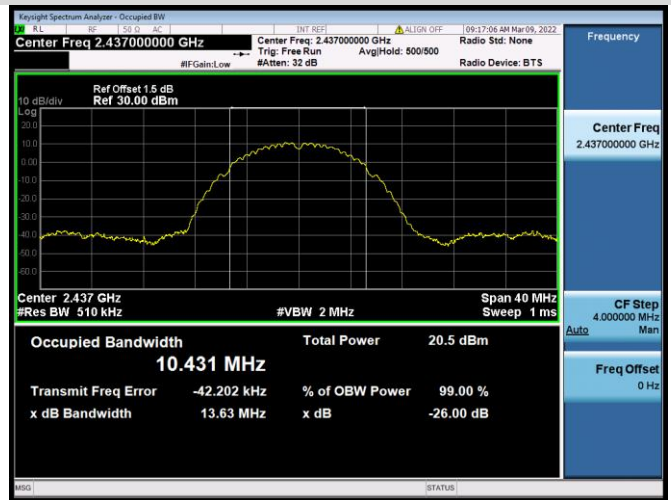 Keysight Spectrum Analyzer - Occupied BW
RL RF 50 Ω AC INT REF ALIGN OFF 09:17:06 AM Mar 09, 2022
Center Freq 2.437000000 GHz
Center Freq: 2.437000000 GHz Radio Std: None
Trig: Free Run Avg|Hold: 500/500
#IFGain:Low #Atten: 32 dB Radio Device: BTS
Frequency
Ref Offset 1.5 dB
10 dB/div Ref 30.00 dBm
Log
20.0
10.0
0.00
-10.0
-20.0
-30.0
-40.0
-50.0
-60.0
Center Freq
2.437000000 GHz
Center 2.437 GHz Span 40 MHz
#Res BW 510 kHz #VBW 2 MHz Sweep 1 ms
CF Step
4.000000 MHz
Auto Man
Occupied Bandwidth Total Power 20.5 dBm
10.431 MHz
Transmit Freq Error -42.202 kHz % of OBW Power 99.00 %
x dB Bandwidth 13.63 MHz x dB -26.00 dB
Freq Offset
0 Hz
MSG STATUS